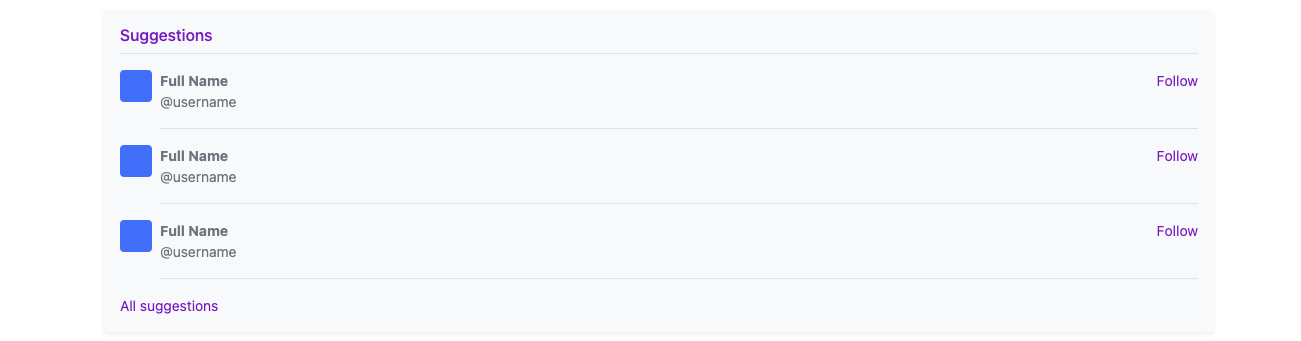 Suggestions
Full Name Follow
@username
Full Name Follow
@username
Full Name Follow
@username
All suggestions